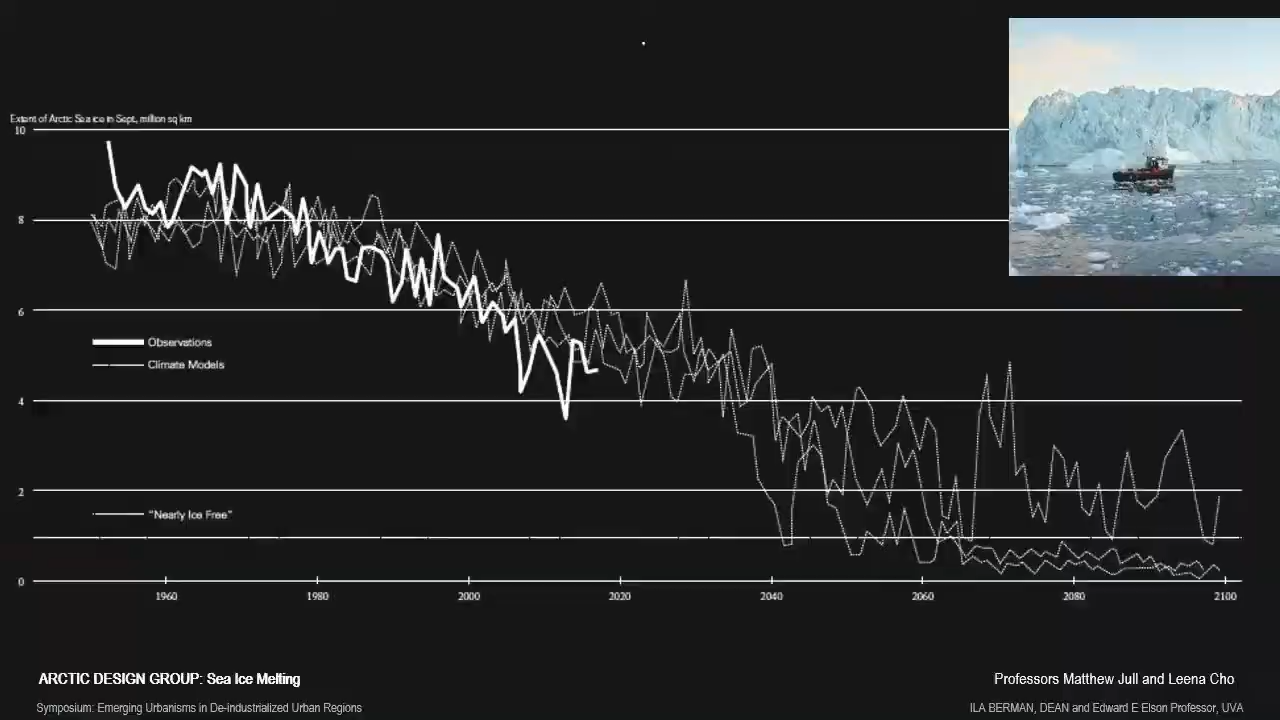 Extent of Arctic Sea ice in Sept, million sq km
10
8
6
Observations
Climate Models
4
2
"Nearly Ice Free"
0
1960 1980 2000 2020 2040 2060 2080 2100
ARCTIC DESIGN GROUP: Sea Ice Melting
Professors Matthew Jull and Leena Cho
Symposium: Emerging Urbanisms in De-Industrialized Urban Regions
ILA BERMAN, DEAN and Edward E Elson Professor, UVA